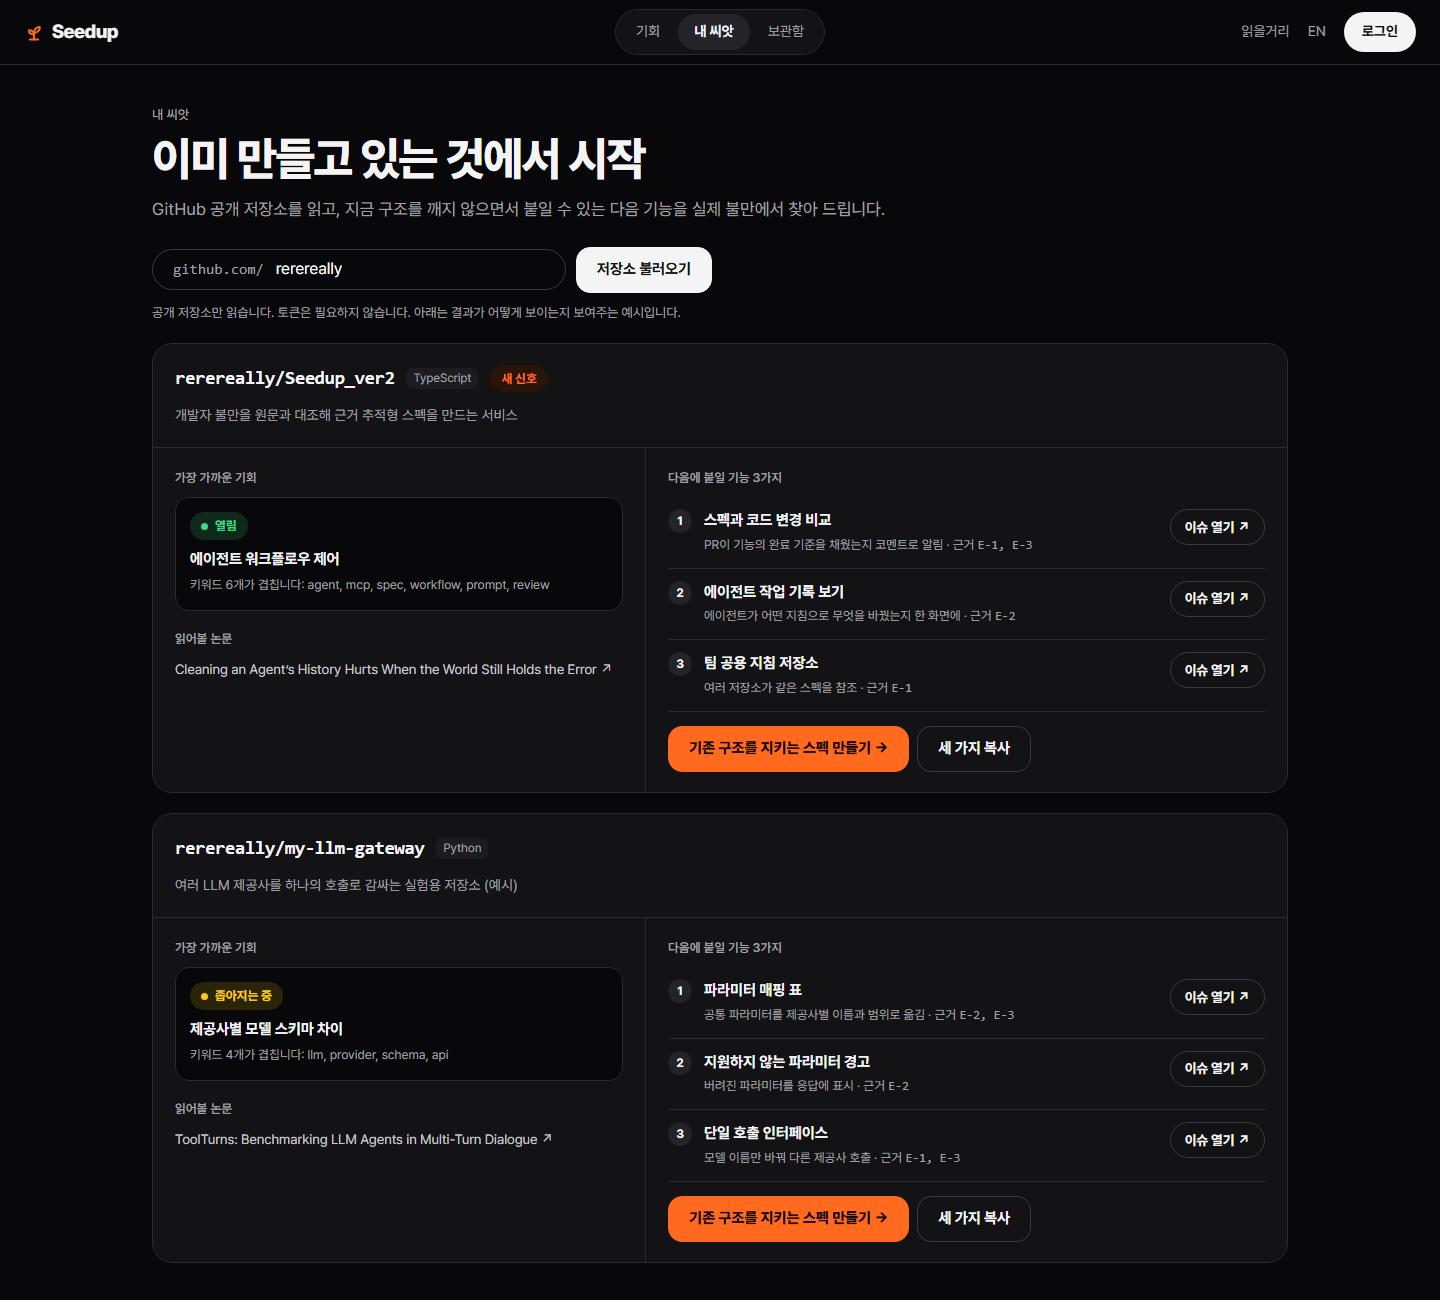 Seedup
기회
내 씨앗
보관함
읽을거리
EN
로그인
내 씨앗
이미 만들고 있는 것에서 시작
GitHub 공개 저장소를 읽고, 지금 구조를 깨지 않으면서 붙일 수 있는 다음 기능을 실제 불만에서 찾아 드립니다.
github.com/ rerereally
저장소 불러오기
공개 저장소만 읽습니다. 토큰은 필요하지 않습니다. 아래는 결과가 어떻게 보이는지 보여주는 예시입니다.
rerereally/Seedup_ver2
TypeScript
새 신호
개발자 불만을 원문과 대조해 근거 추적형 스펙을 만드는 서비스
가장 가까운 기회
열림
에이전트 워크플로우 제어
키워드 6개가 겹칩니다: agent, mcp, spec, workflow, prompt, review
읽어볼 논문
Cleaning an Agent's History Hurts When the World Still Holds the Error ↗
다음에 붙일 기능 3가지
1
스펙과 코드 변경 비교
PR이 기능의 완료 기준을 채웠는지 코멘트로 알림 · 근거 E-1, E-3
이슈 열기 ↗
2
에이전트 작업 기록 보기
에이전트가 어떤 지침으로 무엇을 바꿨는지 한 화면에 · 근거 E-2
이슈 열기 ↗
3
팀 공용 지침 저장소
여러 저장소가 같은 스펙을 참조 · 근거 E-1
이슈 열기 ↗
기존 구조를 지키는 스펙 만들기 →
세 가지 복사
rerereally/my-llm-gateway
Python
여러 LLM 제공사를 하나의 호출로 감싸는 실험용 저장소 (예시)
가장 가까운 기회
좁아지는 중
제공사별 모델 스키마 차이
키워드 4개가 겹칩니다: llm, provider, schema, api
읽어볼 논문
ToolTurns: Benchmarking LLM Agents in Multi-Turn Dialogue ↗
다음에 붙일 기능 3가지
1
파라미터 매핑 표
공통 파라미터를 제공사별 이름과 범위로 옮김 · 근거 E-2, E-3
이슈 열기 ↗
2
지원하지 않는 파라미터 경고
버려진 파라미터를 응답에 표시 · 근거 E-2
이슈 열기 ↗
3
단일 호출 인터페이스
모델 이름만 바꿔 다른 제공사 호출 · 근거 E-1, E-3
이슈 열기 ↗
기존 구조를 지키는 스펙 만들기 →
세 가지 복사